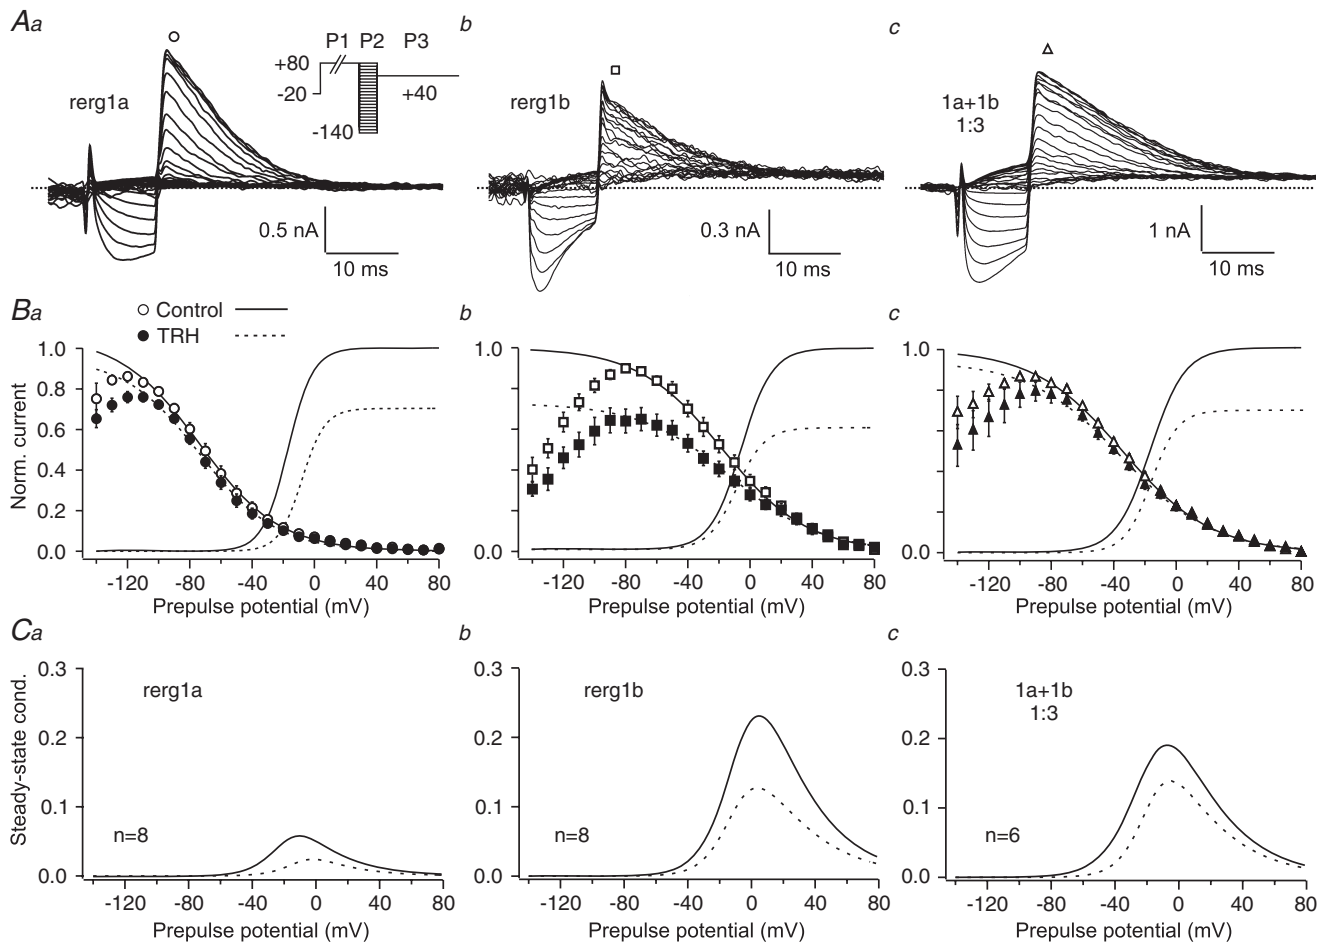 Aa
b
c
P1 P2 P3
+80
-20
+40
-140
rerg1a
rerg1b
1a+1b
1:3
0.5 nA
10 ms
0.3 nA
10 ms
1 nA
10 ms
Ba
b
c
Control
TRH
Norm. current
1.0
0.8
0.6
0.4
0.2
0.0
-120 -80 -40 0 40 80
Prepulse potential (mV)
1.0
0.0
-120 -80 -40 0 40 80
Prepulse potential (mV)
1.0
0.0
-120 -80 -40 0 40 80
Prepulse potential (mV)
Ca
b
c
Steady-state cond.
0.3
0.2
0.1
0.0
rerg1a
n=8
-120 -80 -40 0 40 80
Prepulse potential (mV)
0.3
0.2
0.1
0.0
rerg1b
n=8
-120 -80 -40 0 40 80
Prepulse potential (mV)
0.3
0.2
0.1
0.0
1a+1b
1:3
n=6
-120 -80 -40 0 40 80
Prepulse potential (mV)